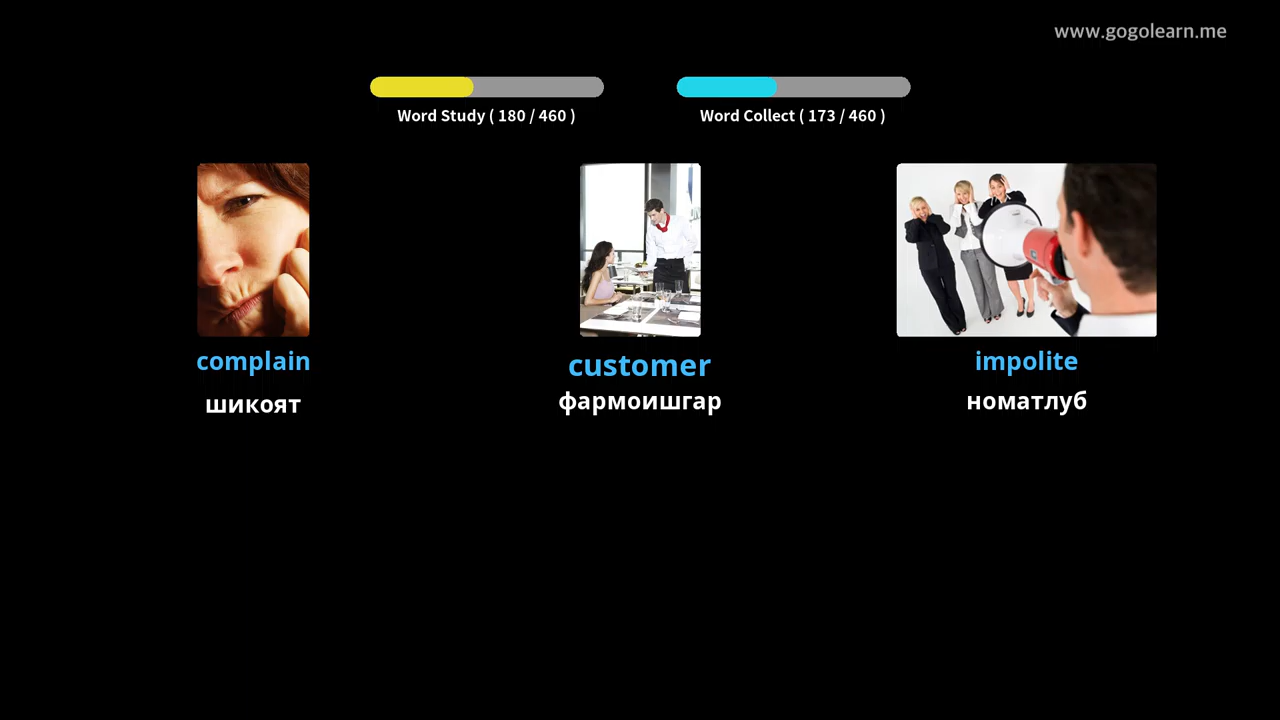 www.gogolearn.me
Word Study ( 180 / 460 )
Word Collect ( 173 / 460 )
complain
customer
impolite
шикоят
фармоишгар
номатлуб